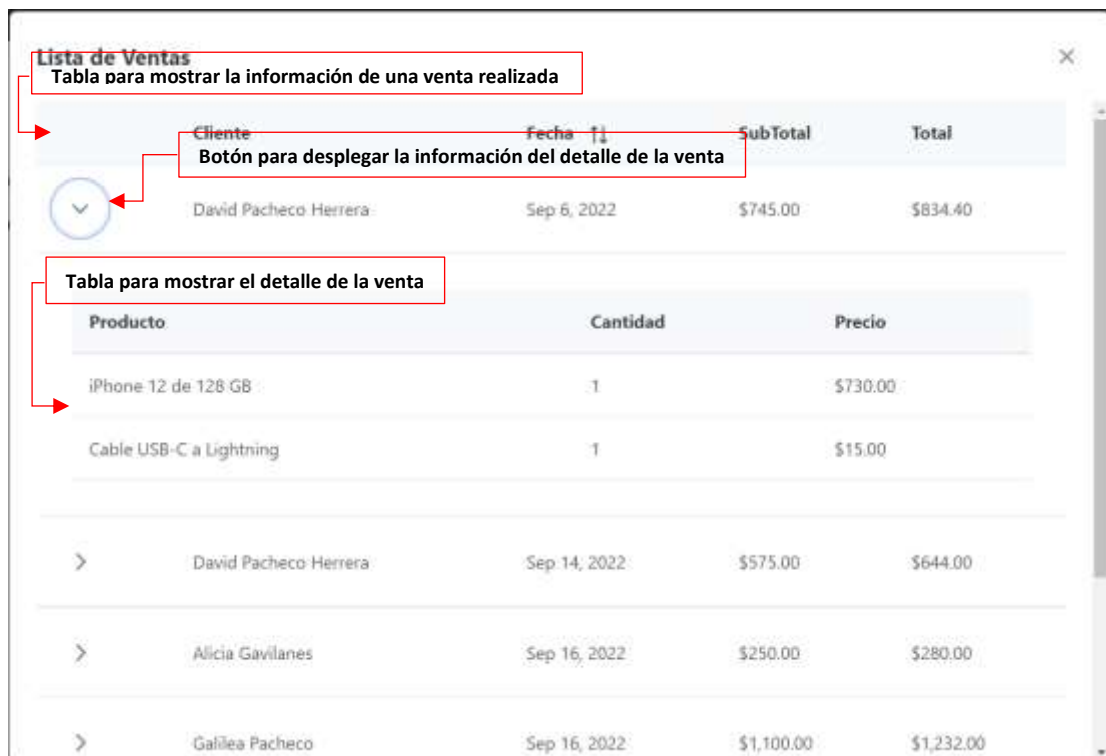 Lista de Ventas
Tabla para mostrar la información de una venta realizada
Cliente Fecha SubTotal Total
Botón para desplegar la información del detalle de la venta
David Pacheco Herrera Sep 6, 2022 $745.00 $834.40
Tabla para mostrar el detalle de la venta
Producto Cantidad Precio
iPhone 12 de 128 GB 1 $730.00
Cable USB-C a Lightning 1 $15.00
David Pacheco Herrera Sep 14, 2022 $575.00 $644.00
Alicia Gavilanes Sep 16, 2022 $250.00 $280.00
Galilea Pacheco Sep 16, 2022 $1,100.00 $1,232.00